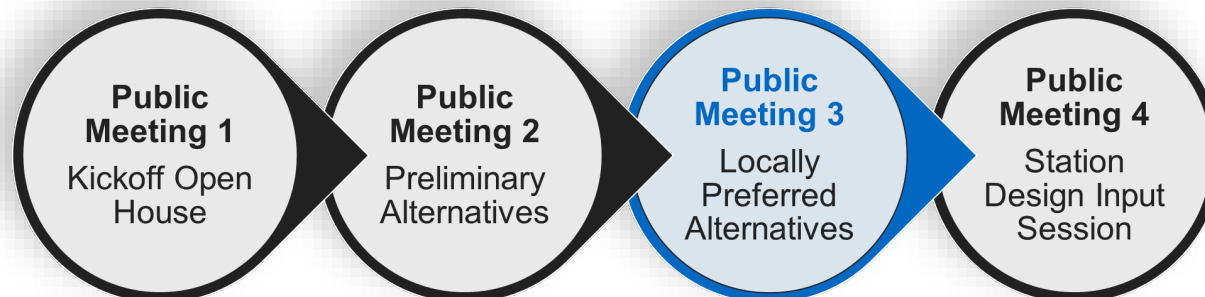 Public
Meeting 1
Kickoff Open
House
Public
Meeting 2
Preliminary
Alternatives
Public
Meeting 3
Locally
Preferred
Alternatives
Public
Meeting 4
Station
Design Input
Session